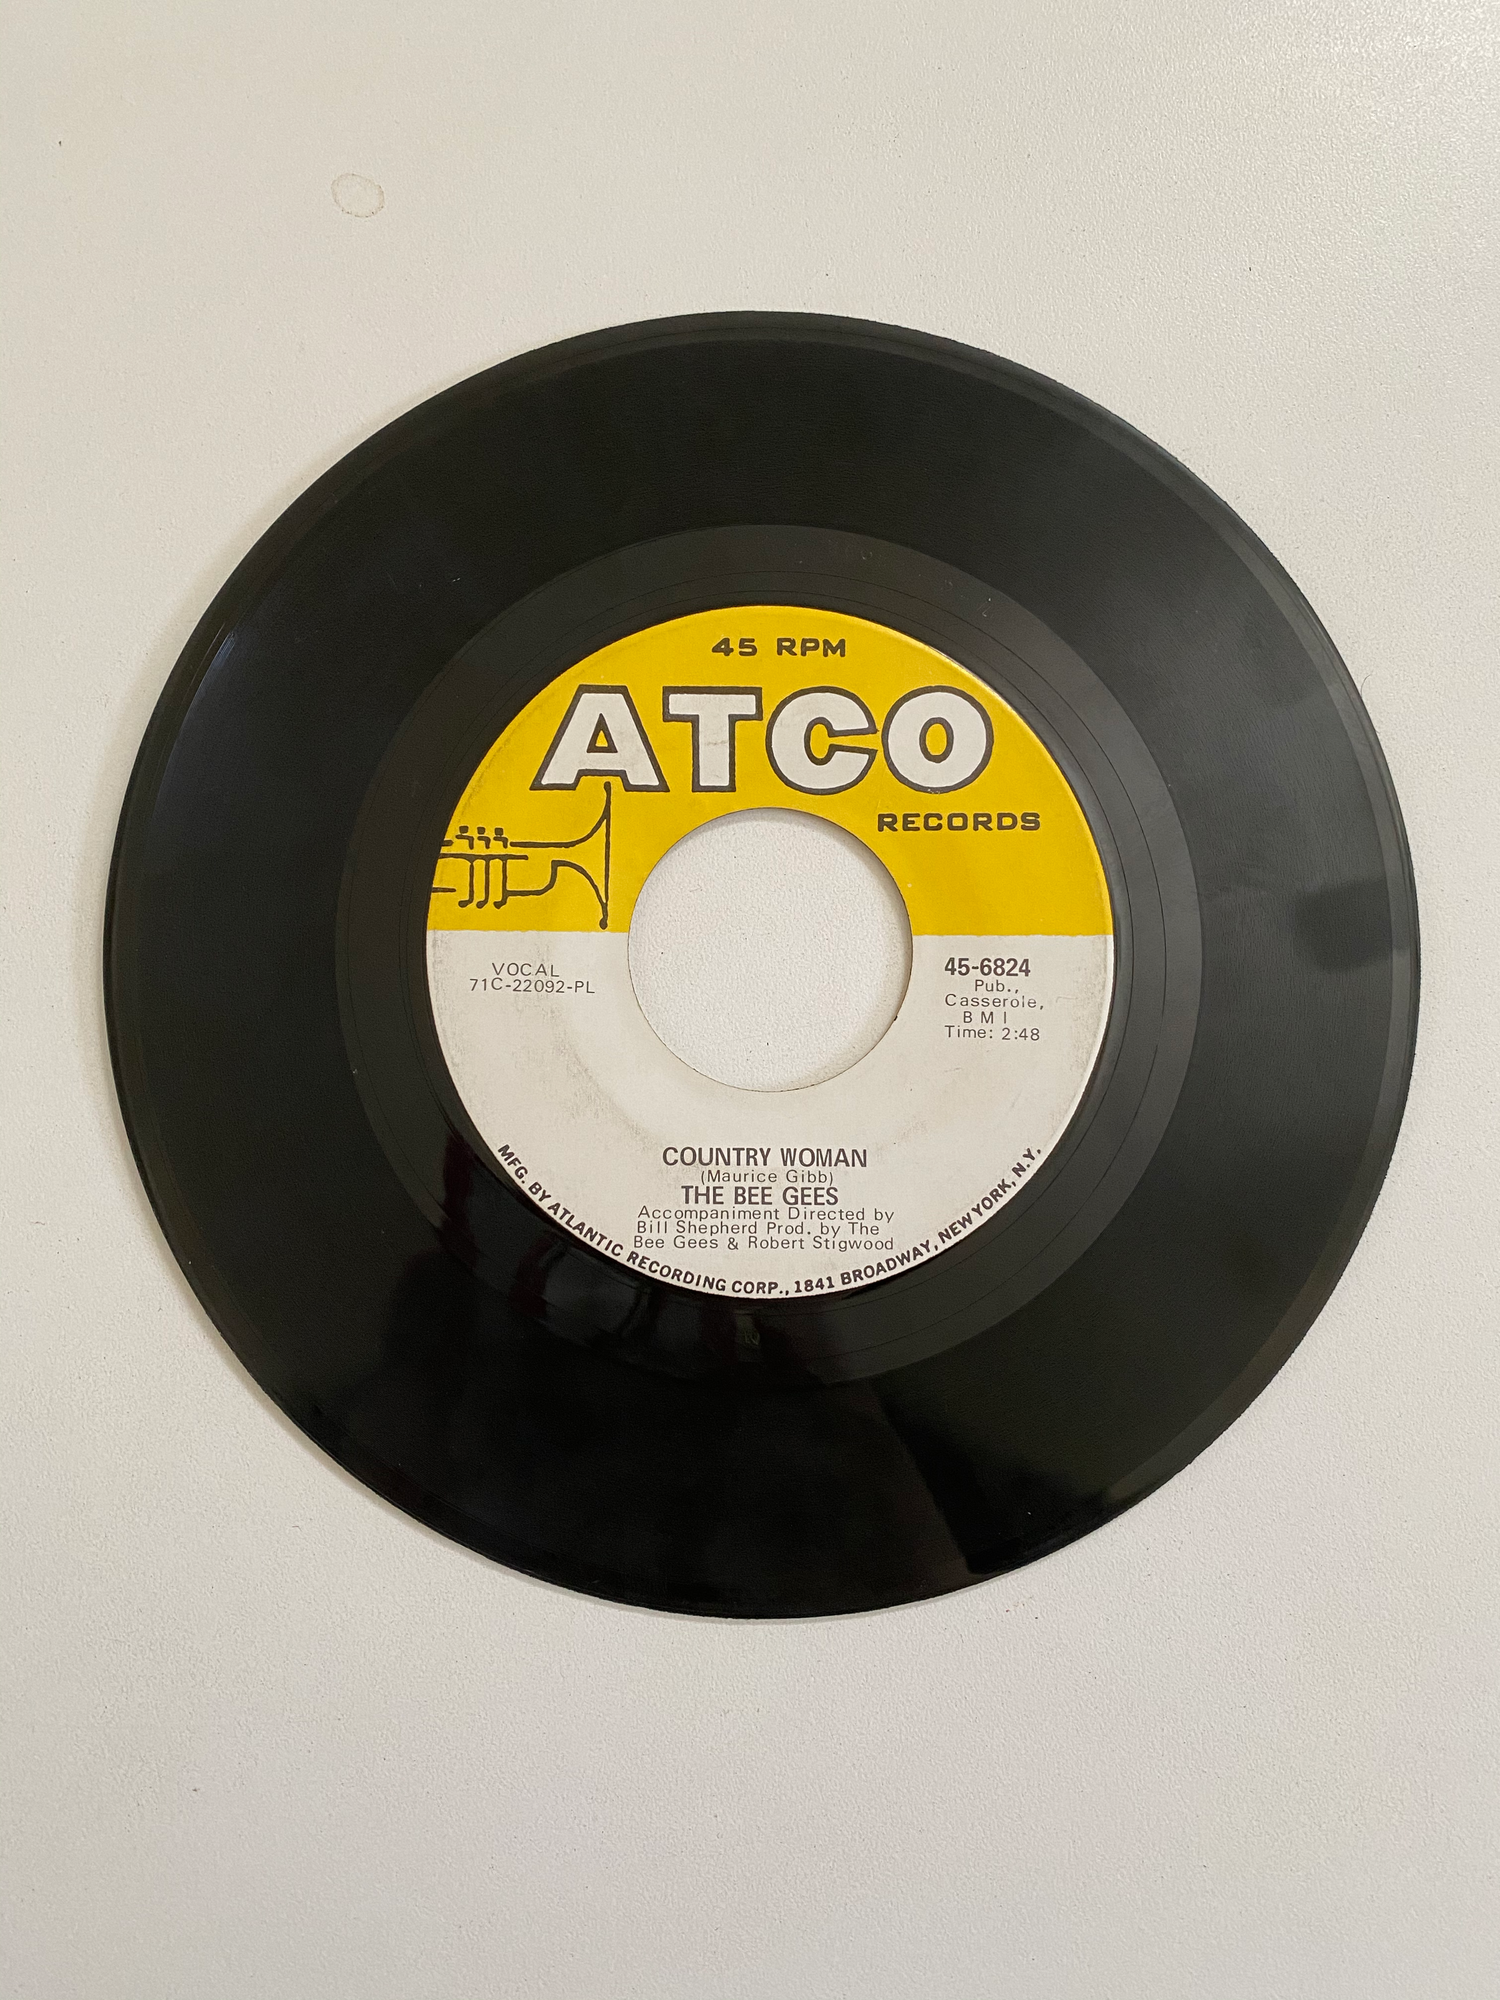 45 RPM
ATCO
RECORDS
VOCAL
71C-22092-PL
45-6824
Pub.,
Casserole,
B M I
Time: 2:48
COUNTRY WOMAN
(Maurice Gibb)
THE BEE GEES
Accompaniment Directed by
Bill Shepherd Prod. by The
Bee Gees & Robert Stigwood
MFG. BY ATLANTIC RECORDING CORP., 1841 BROADWAY, NEW YORK, N.Y.